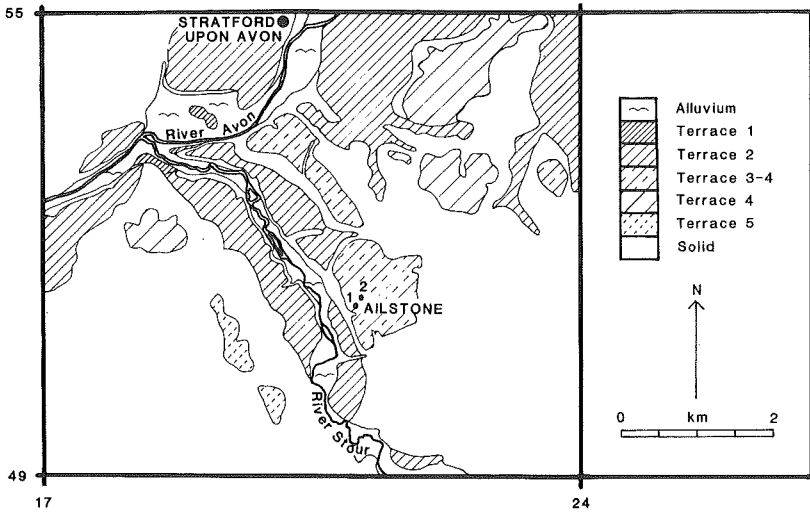 55
STRATFORD
UPON AVON
River Avon
1
2
AILSTONE
River Stour
49
17
24
Alluvium
Terrace 1
Terrace 2
Terrace 3-4
Terrace 4
Terrace 5
Solid
N
0 km 2